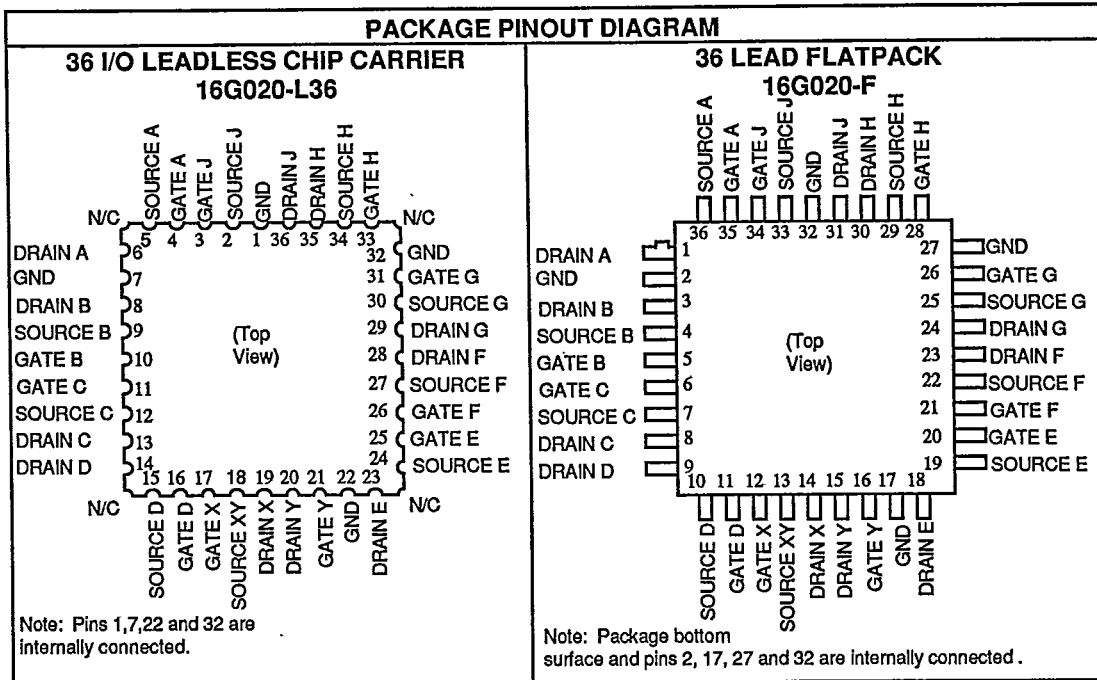 PACKAGE PINOUT DIAGRAM
36 I/O LEADLESS CHIP CARRIER
16G020-L36
SOURCE A
GATE A
GATE J
SOURCE J
GND
DRAIN J
DRAIN H
SOURCE H
GATE H
N/C
N/C
5 4 3 2 1 36 35 34 33
DRAIN A 6
GND 7
DRAIN B 8
SOURCE B 9
GATE B 10
GATE C 11
SOURCE C 12
DRAIN C 13
DRAIN D 14
(Top
View)
32 GND
31 GATE G
30 SOURCE G
29 DRAIN G
28 DRAIN F
27 SOURCE F
26 GATE F
25 GATE E
24 SOURCE E
15 16 17 18 19 20 21 22 23
N/C
N/C
SOURCE D
GATE D
GATE X
SOURCE XY
DRAIN X
DRAIN Y
GATE Y
GND
DRAIN E
Note: Pins 1,7,22 and 32 are
internally connected.
36 LEAD FLATPACK
16G020-F
SOURCE A
GATE A
GATE J
SOURCE J
GND
DRAIN J
DRAIN H
SOURCE H
GATE H
36 35 34 33 32 31 30 29 28
DRAIN A 1
GND 2
DRAIN B 3
SOURCE B 4
GATE B 5
GATE C 6
SOURCE C 7
DRAIN C 8
DRAIN D 9
(Top
View)
27 GND
26 GATE G
25 SOURCE G
24 DRAIN G
23 DRAIN F
22 SOURCE F
21 GATE F
20 GATE E
19 SOURCE E
10 11 12 13 14 15 16 17 18
SOURCE D
GATE D
GATE X
SOURCE XY
DRAIN X
DRAIN Y
GATE Y
GND
DRAIN E
Note: Package bottom
surface and pins 2, 17, 27 and 32 are internally connected .